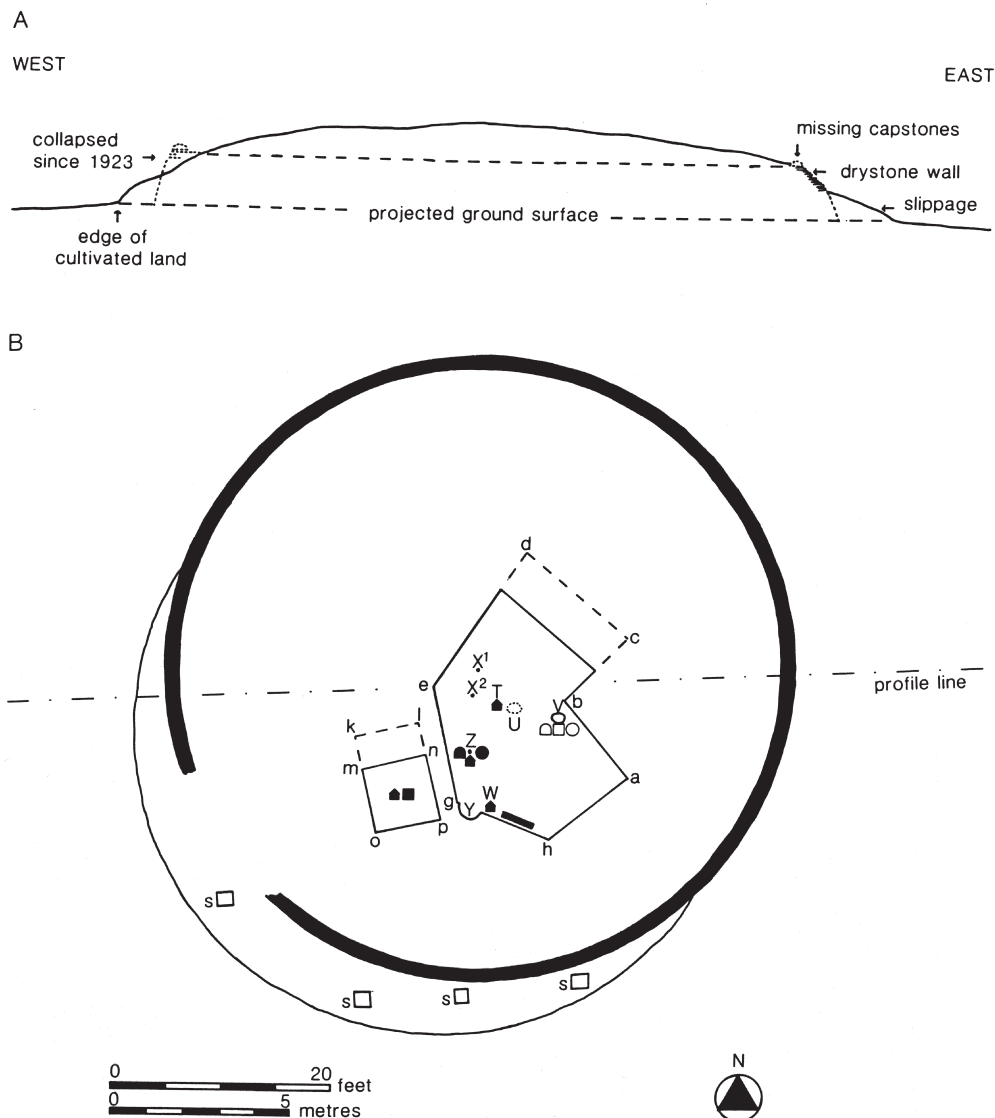 A
WEST
EAST
collapsed
since 1923
missing capstones
drystone wall
slippage
projected ground surface
edge of
cultivated land
B
d
c
X1
e
X2
T
U
V
b
profile line
k
n
m
Z
a
g
Y
W
o
p
h
s
s
s
s
N
0
20
feet
0
5
metres